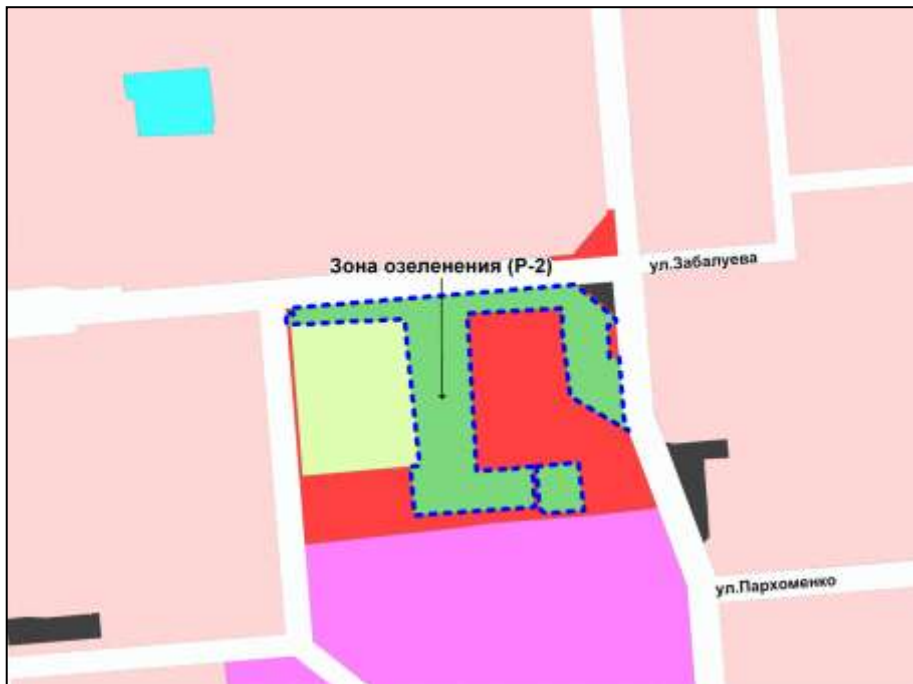 ул.Забалуева
Зона озеленения (Р-2)
ул.Пархоменко